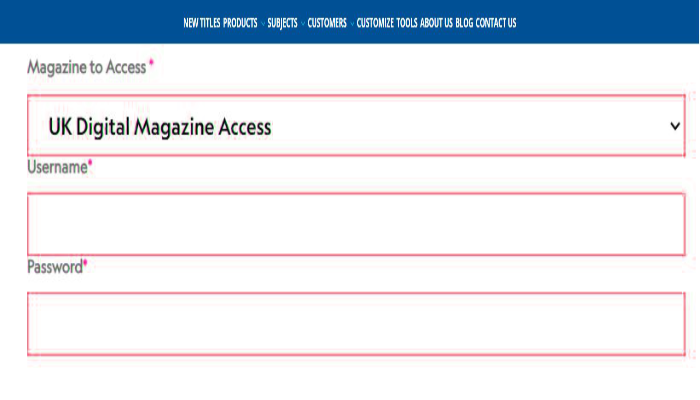 NEW TITLES PRODUCTS SUBJECTS CUSTOMERS CUSTOMIZE TOOLS ABOUT US BLOG CONTACT US
Magazine to Access *
UK Digital Magazine Access
Username*
Password*